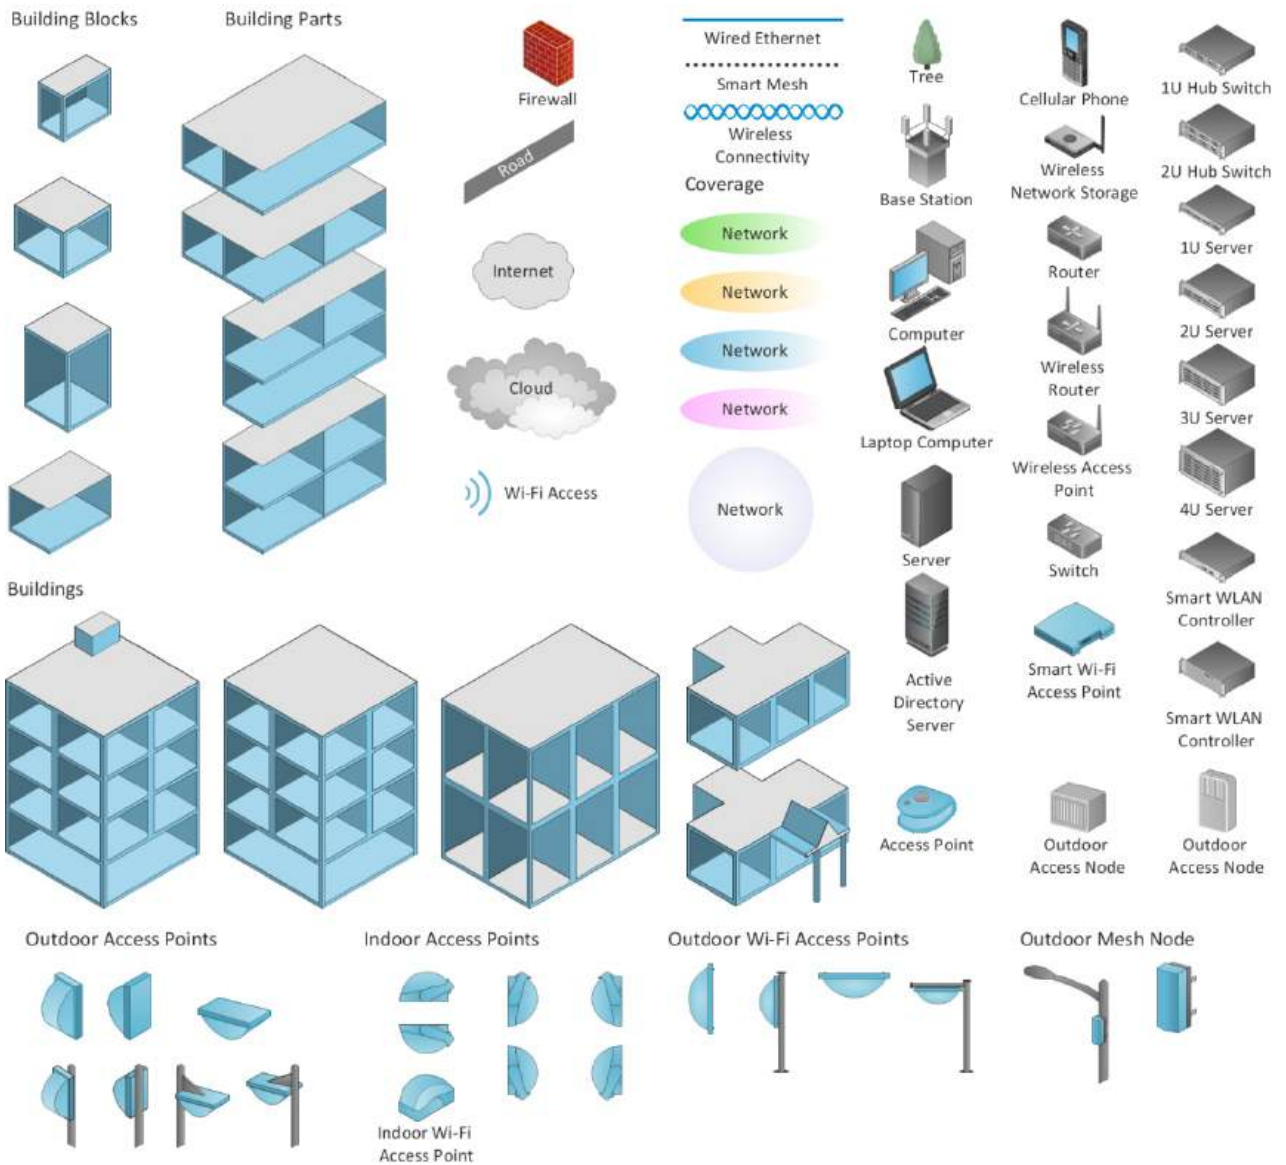 Building Blocks
Building Parts
Firewall
Road
Internet
Cloud
Wi-Fi Access
Wired Ethernet
Smart Mesh
Wireless
Connectivity
Coverage
Network
Network
Network
Network
Network
Tree
Base Station
Computer
Laptop Computer
Server
Active
Directory
Server
Access Point
Cellular Phone
Wireless
Network Storage
Router
Wireless
Router
Wireless Access
Point
Switch
Smart Wi-Fi
Access Point
Outdoor
Access Node
1U Hub Switch
2U Hub Switch
1U Server
2U Server
3U Server
4U Server
Smart WLAN
Controller
Smart WLAN
Controller
Outdoor
Access Node
Buildings
Outdoor Access Points
Indoor Access Points
Indoor Wi-Fi
Access Point
Outdoor Wi-Fi Access Points
Outdoor Mesh Node